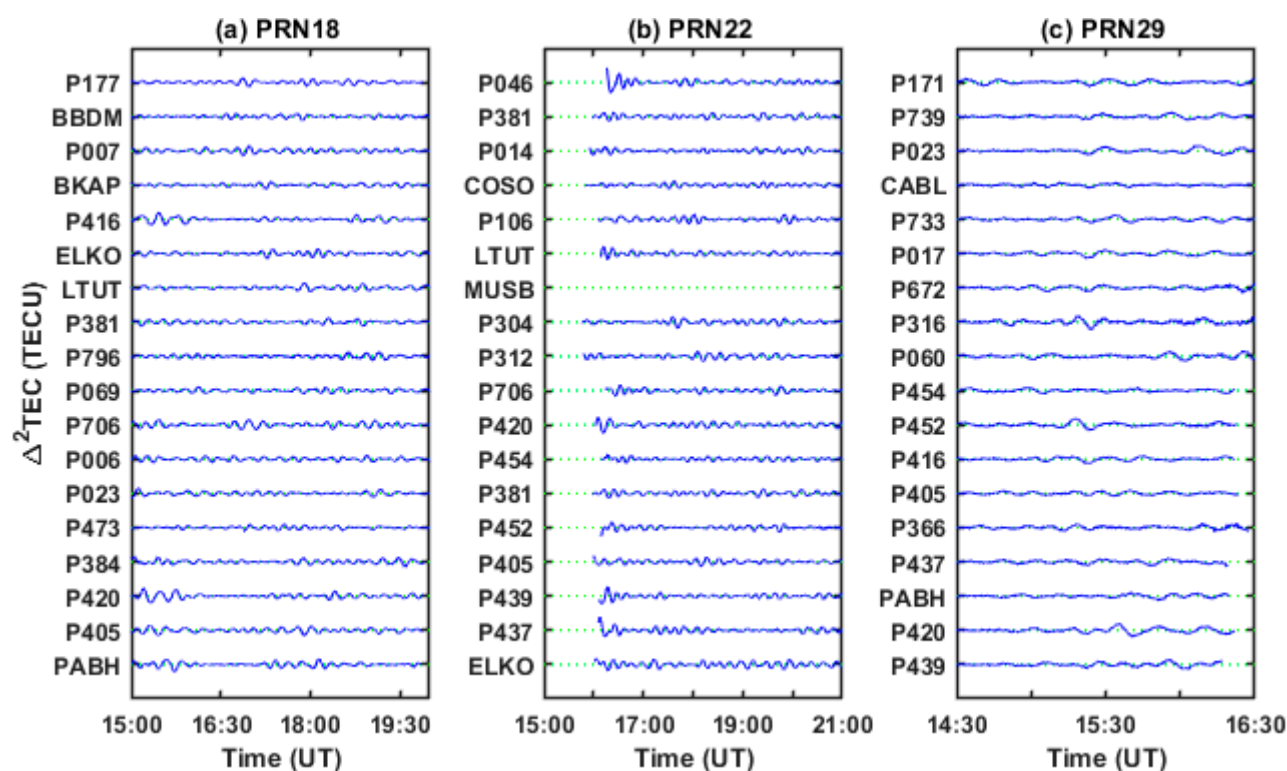 (a) PRN18
(b) PRN22
(c) PRN29
Δ²TEC (TECU)
P177
BBDM
P007
BKAP
P416
ELKO
LTUT
P381
P796
P069
P706
P006
P023
P473
P384
P420
P405
PABH
15:00 16:30 18:00 19:30
Time (UT)
P046
P381
P014
COSO
P106
LTUT
MUSB
P304
P312
P706
P420
P454
P381
P452
P405
P439
P437
ELKO
15:00 17:00 19:00 21:00
Time (UT)
P171
P739
P023
CABL
P733
P017
P672
P316
P060
P454
P452
P416
P405
P366
P437
PABH
P420
P439
14:30 15:30 16:30
Time (UT)